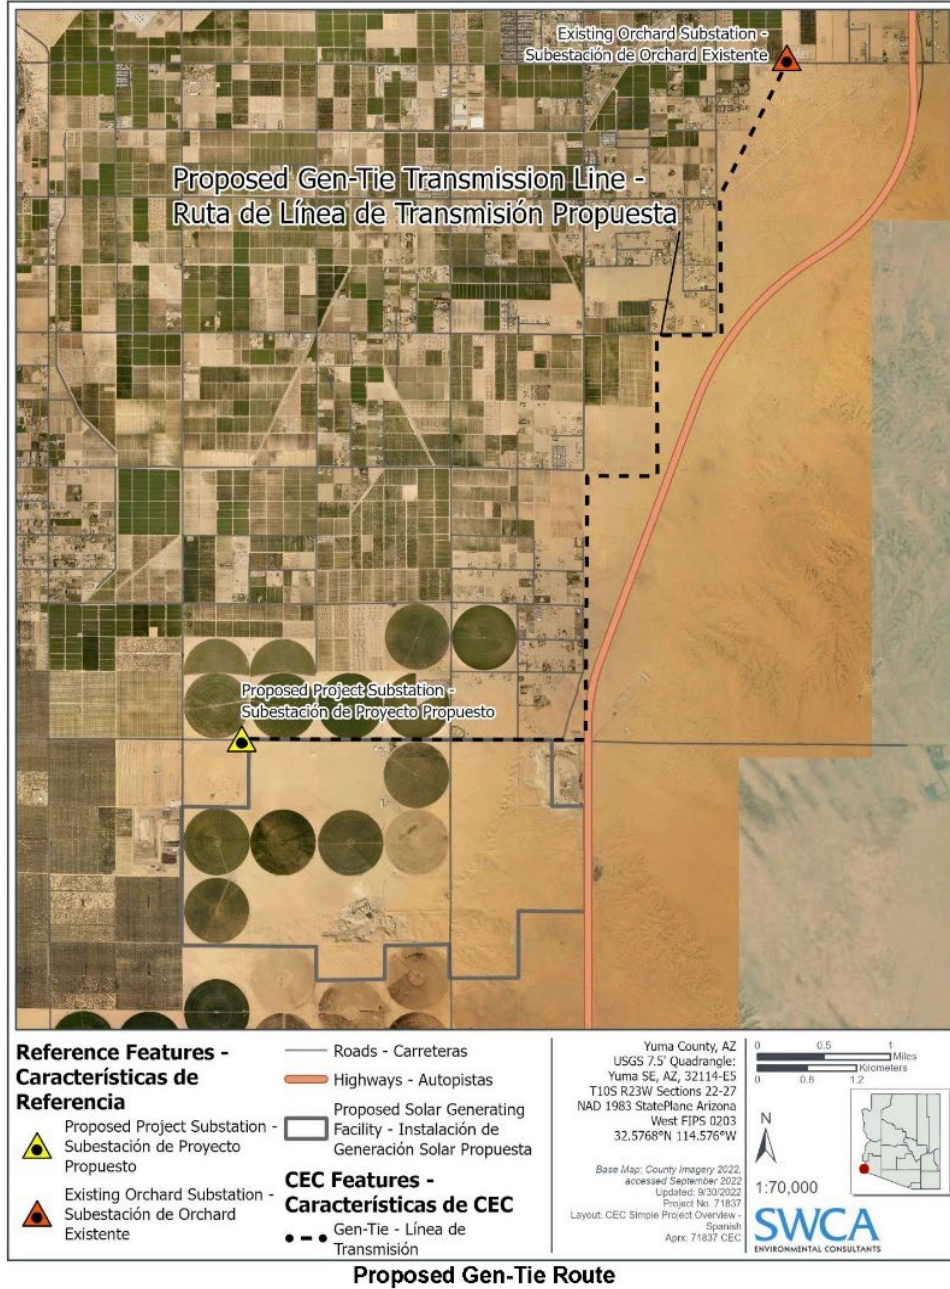 Existing Orchard Substation -
Subestación de Orchard Existente
Proposed Gen-Tie Transmission Line -
Ruta de Línea de Transmisión Propuesta
Proposed Project Substation -
Subestación de Proyecto Propuesto
Reference Features -
Características de
Referencia
Proposed Project Substation -
Subestación de Proyecto
Propuesto
Existing Orchard Substation -
Subestación de Orchard
Existente
Roads - Carreteras
Highways - Autopistas
Proposed Solar Generating
Facility - Instalación de
Generación Solar Propuesta
CEC Features -
Características de CEC
Gen-Tie - Línea de
Transmisión
Yuma County, AZ
USGS 7.5' Quadrangle:
Yuma SE, AZ, 32114-E5
T10S R23W Sections 22-27
NAD 1983 StatePlane Arizona
West FIPS 0203
32.5768°N 114.576°W
Base Map: County Imagery 2022,
accessed September 2022
Updated: 9/30/2022
Project No. 71837
Layout: CEC Simple Project Overview -
Spanish
Aprx: 71837 CEC
0 0.5 1
Miles
Kilometers
0 0.6 1.2
N
1:70,000
SWCA
ENVIRONMENTAL CONSULTANTS
Proposed Gen-Tie Route